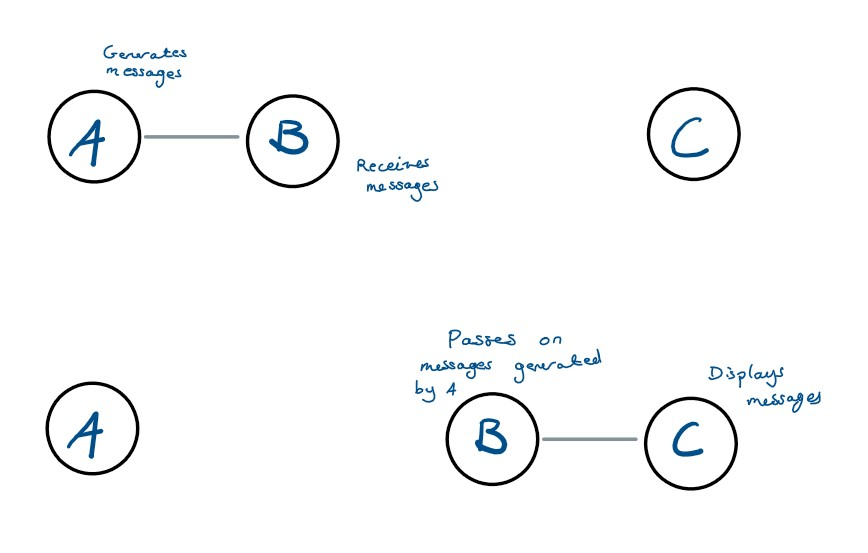 Generates
messages
A
B
C
Receives
messages
Passes on
messages generated
by A
Displays
messages
A
B
C